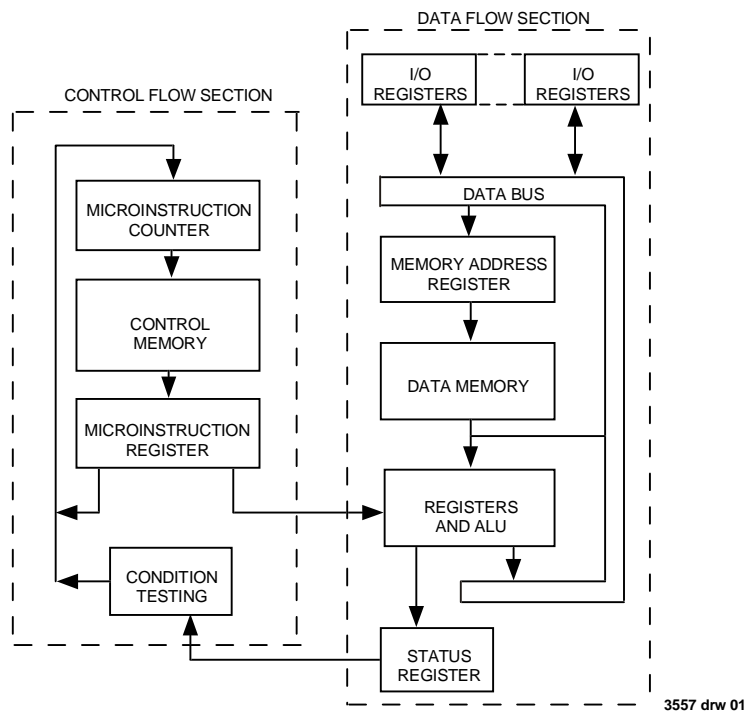 DATA FLOW SECTION
I/O
REGISTERS
I/O
REGISTERS
CONTROL FLOW SECTION
DATA BUS
MICROINSTRUCTION
COUNTER
MEMORY ADDRESS
REGISTER
CONTROL
MEMORY
DATA MEMORY
MICROINSTRUCTION
REGISTER
REGISTERS
AND ALU
CONDITION
TESTING
STATUS
REGISTER
3557 drw 01